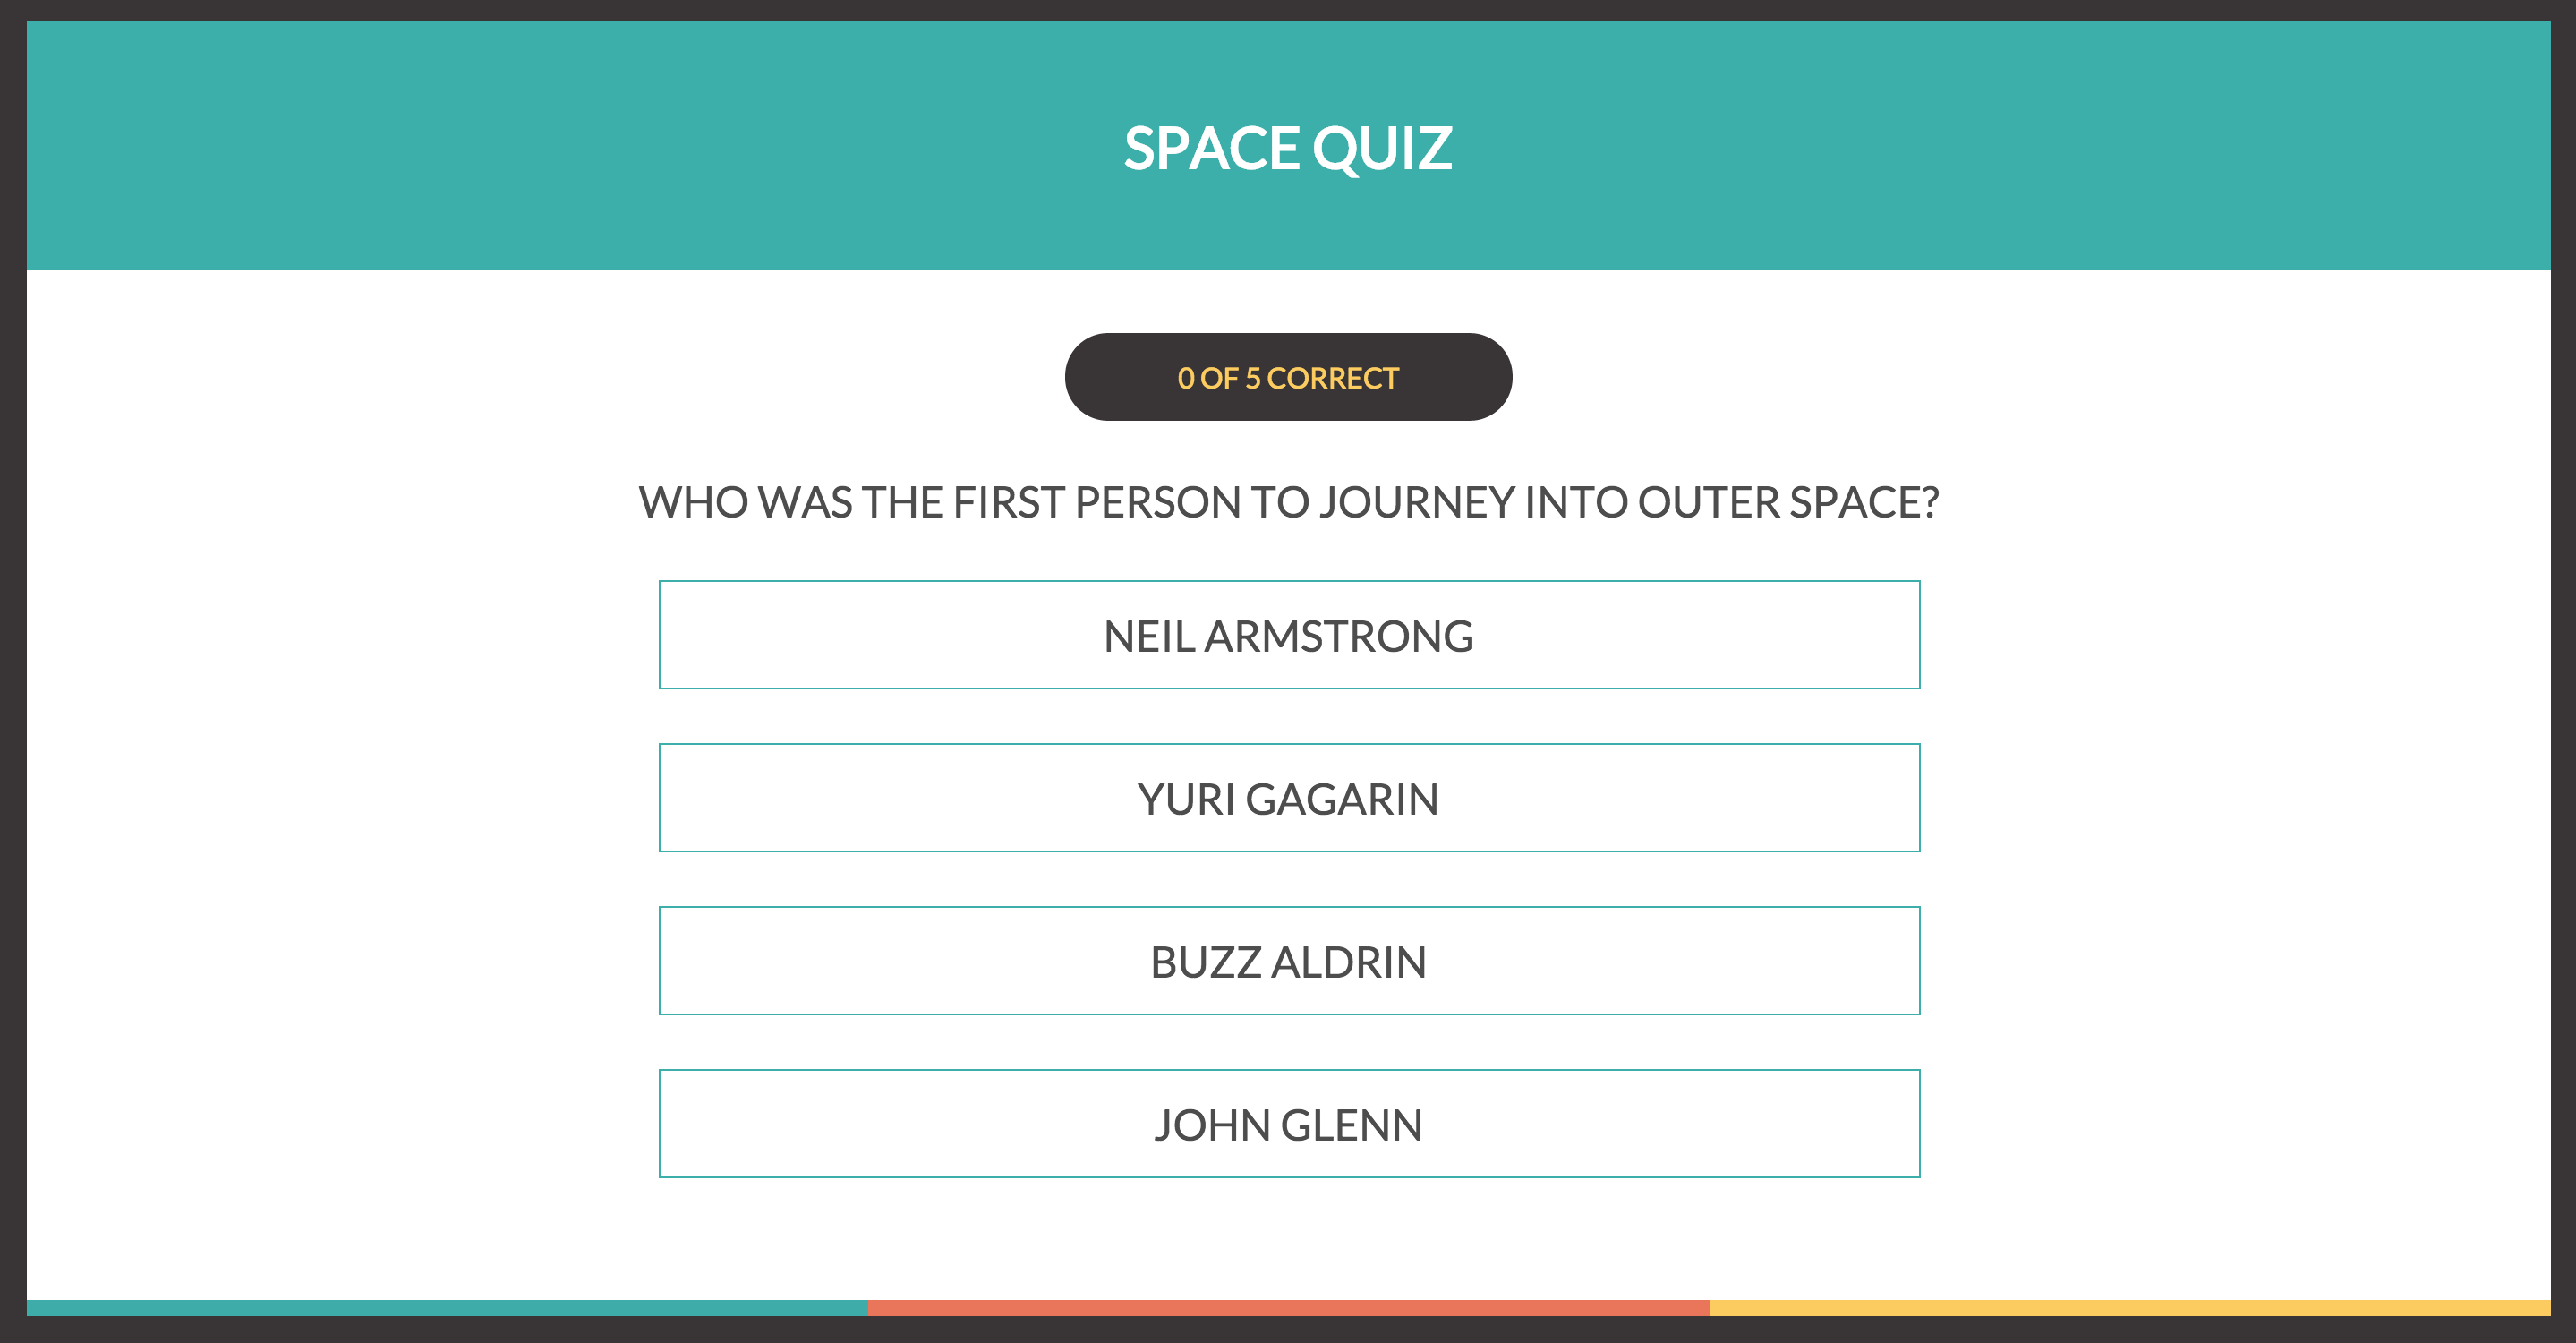 SPACE QUIZ
0 OF 5 CORRECT
WHO WAS THE FIRST PERSON TO JOURNEY INTO OUTER SPACE?
NEIL ARMSTRONG
YURI GAGARIN
BUZZ ALDRIN
JOHN GLENN